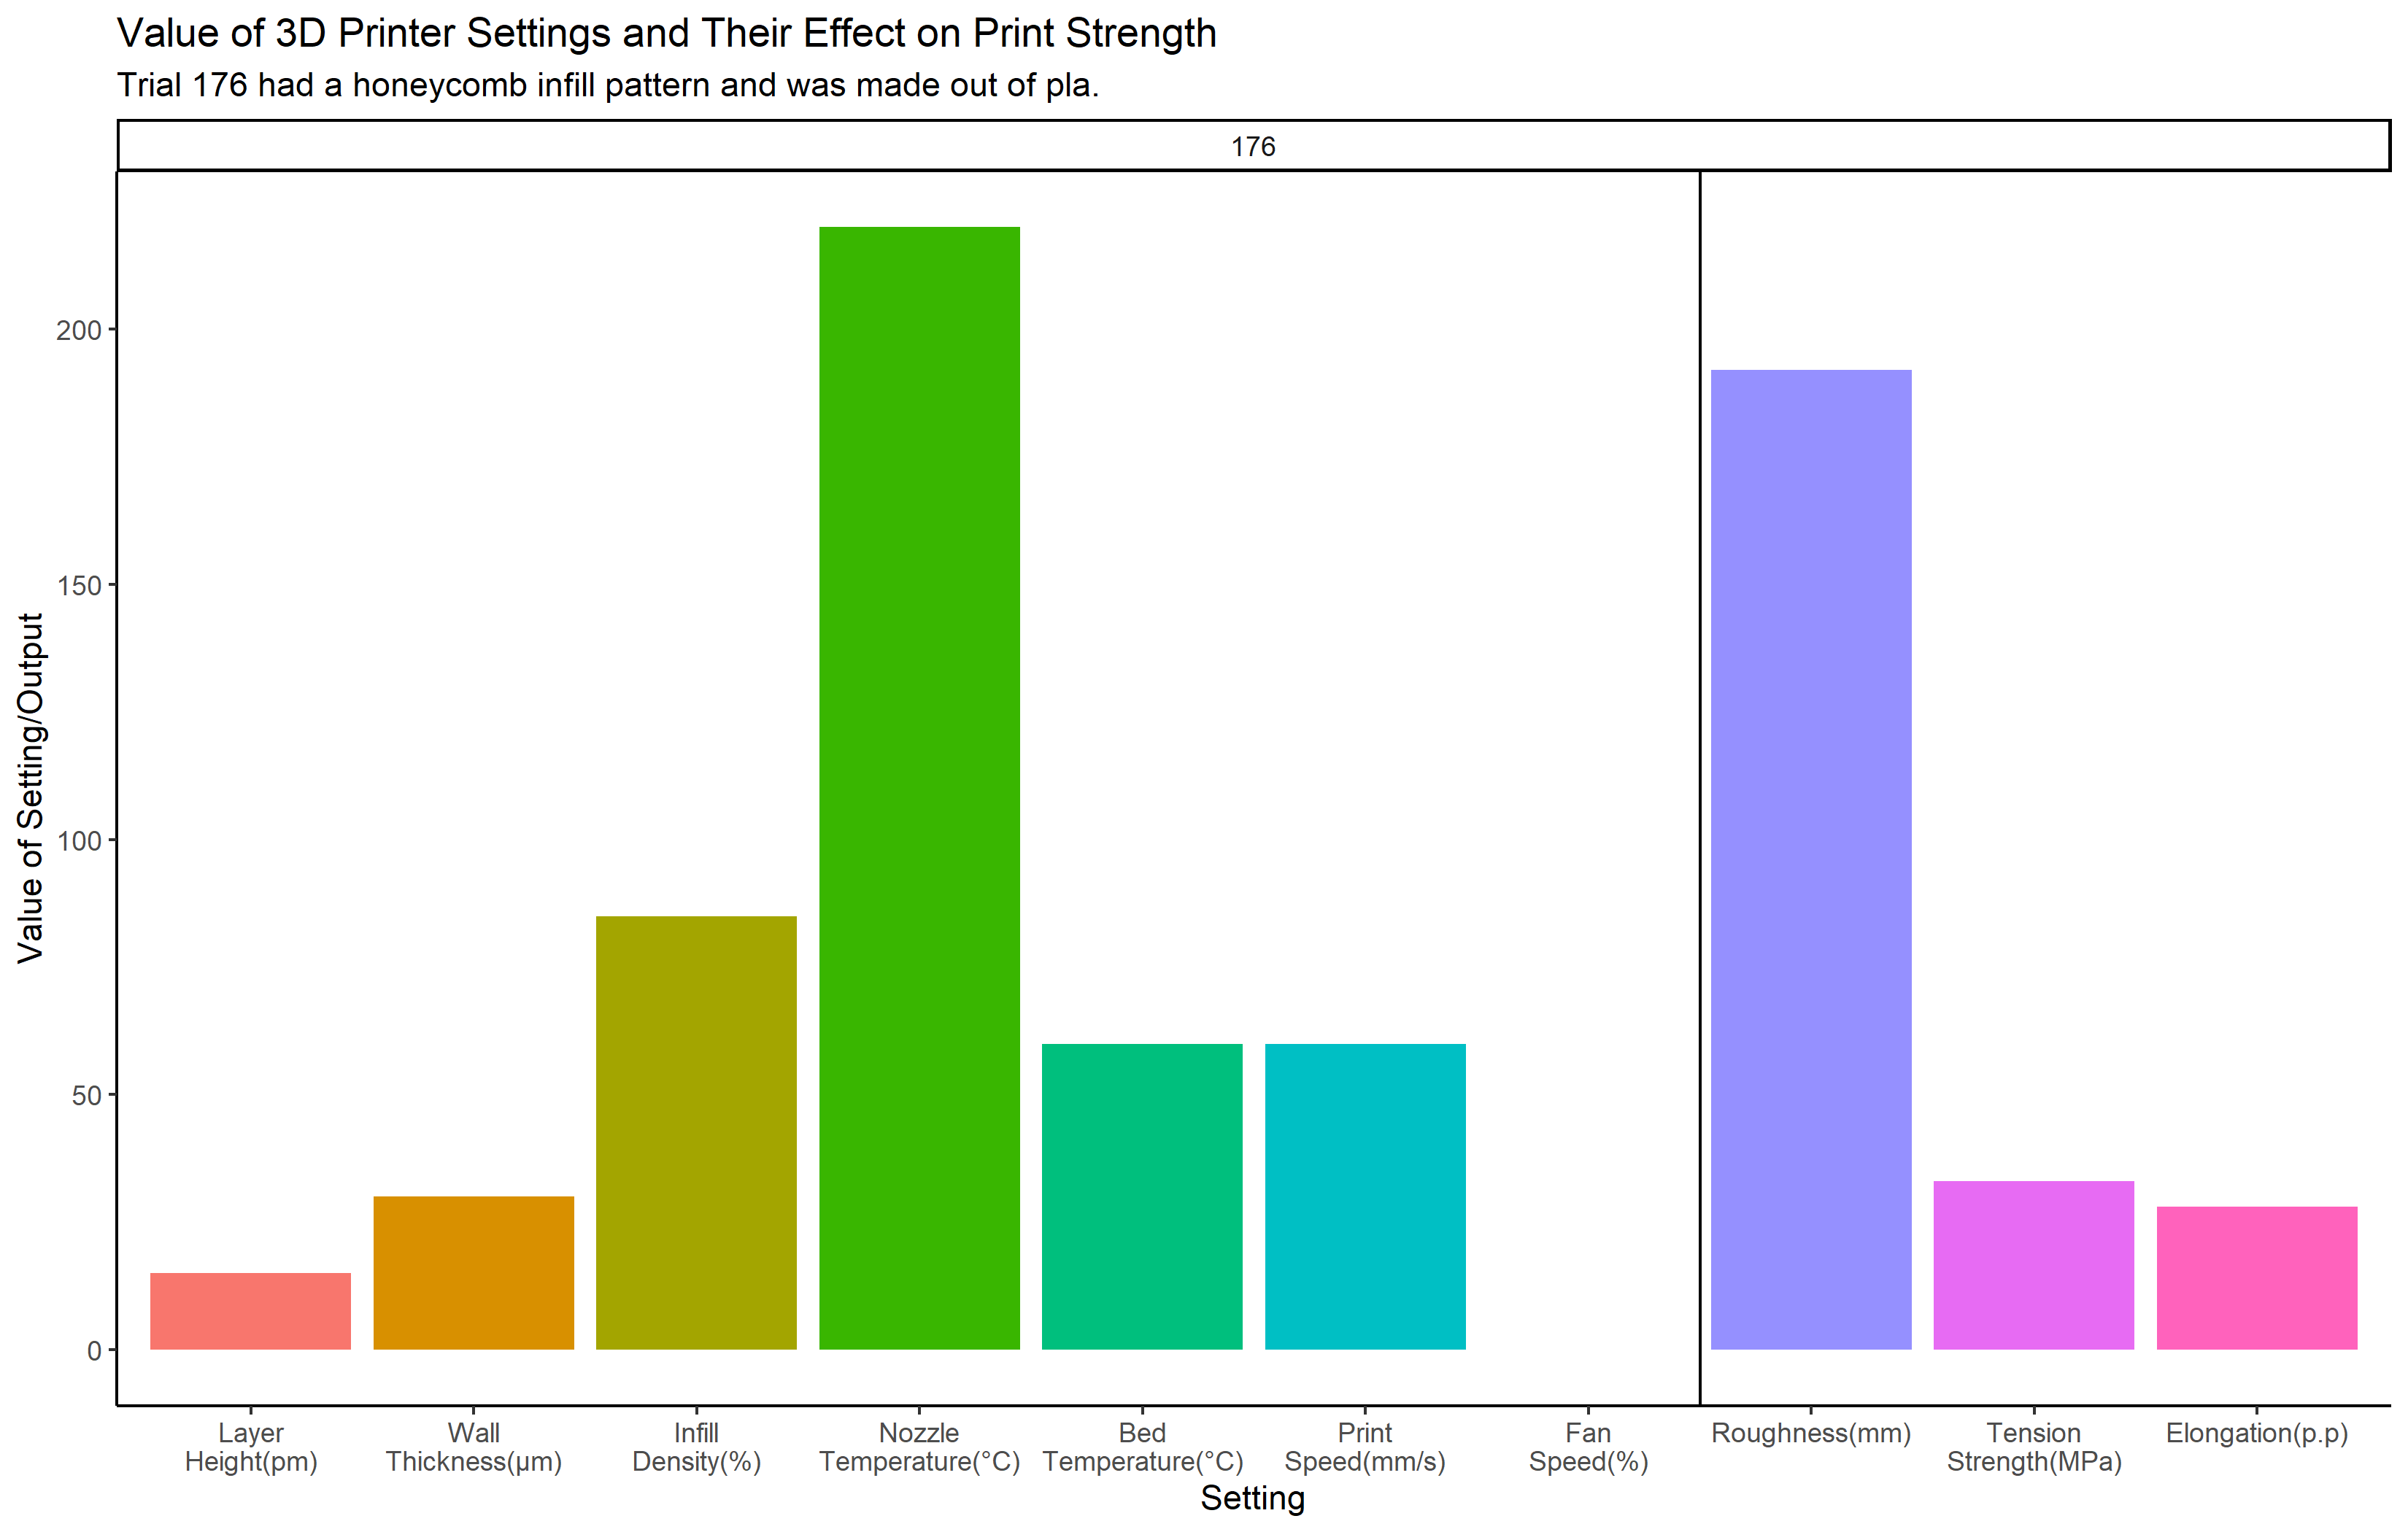 Value of 3D Printer Settings and Their Effect on Print Strength
Trial 176 had a honeycomb infill pattern and was made out of pla.
176
Value of Setting/Output
200
150
100
50
0
Layer
Height(pm)
Wall
Thickness(µm)
Infill
Density(%)
Nozzle
Temperature(°C)
Bed
Temperature(°C)
Print
Speed(mm/s)
Fan
Speed(%)
Roughness(mm)
Tension
Strength(MPa)
Elongation(p.p)
Setting